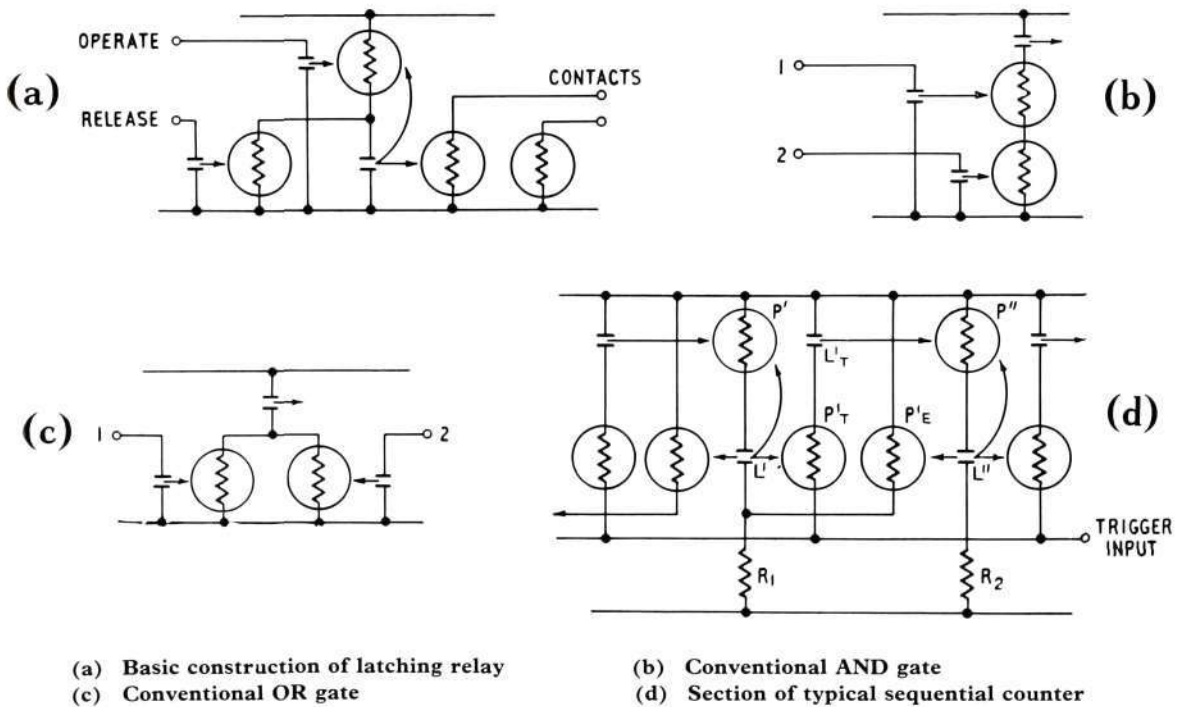 (a)
OPERATE
RELEASE
CONTACTS
(b)
1
2
(c)
1
2
(d)
P'
L'T
P'T
P'E
L'
P"
L"
TRIGGER
INPUT
R1
R2
(a) Basic construction of latching relay
(b) Conventional AND gate
(c) Conventional OR gate
(d) Section of typical sequential counter